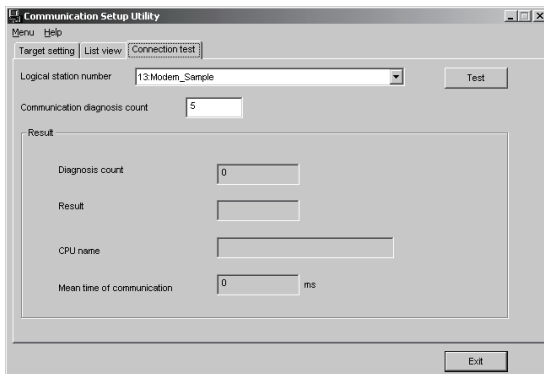 Communication Setup Utility
Menu Help
Target setting List view Connection test
Logical station number 13:Modem_Sample Test
Communication diagnosis count 5
Result
Diagnosis count 0
Result
CPU name
Mean time of communication 0 ms
Exit